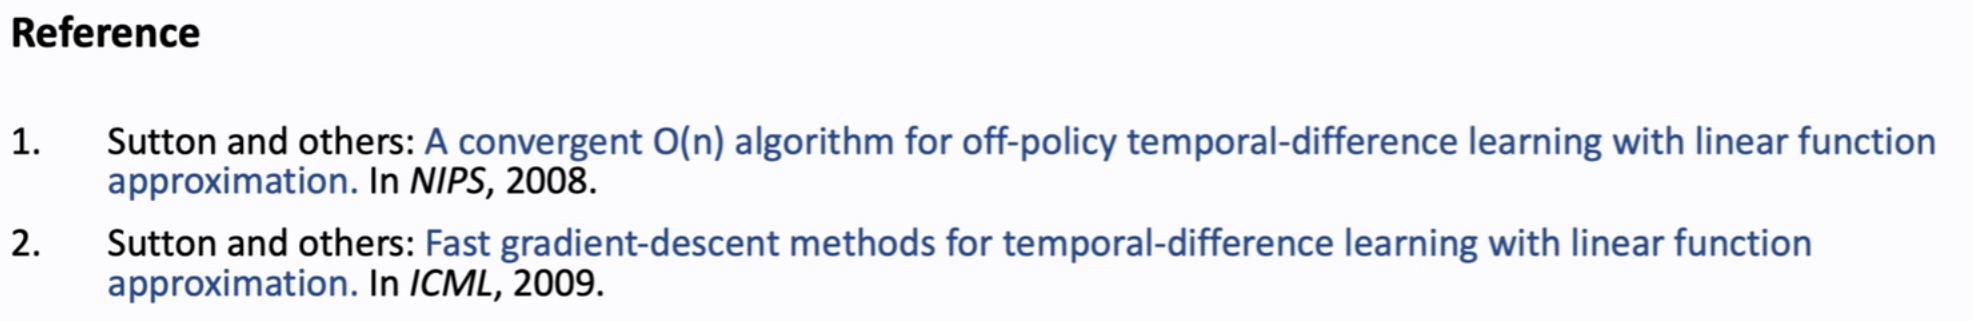 Reference
1. Sutton and others: A convergent O(n) algorithm for off-policy temporal-difference learning with linear function
approximation. In NIPS, 2008.
2. Sutton and others: Fast gradient-descent methods for temporal-difference learning with linear function
approximation. In ICML, 2009.